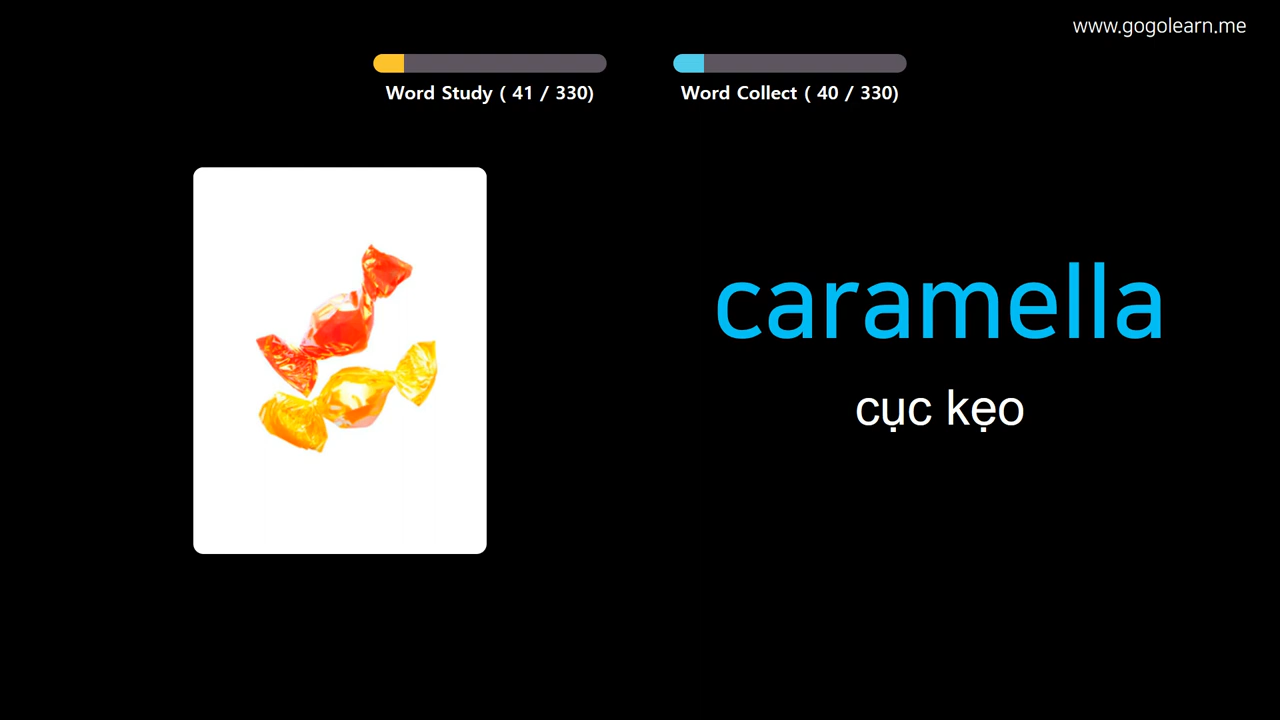 www.gogolearn.me
Word Study ( 41 / 330)
Word Collect ( 40 / 330)
caramella
cục kẹo